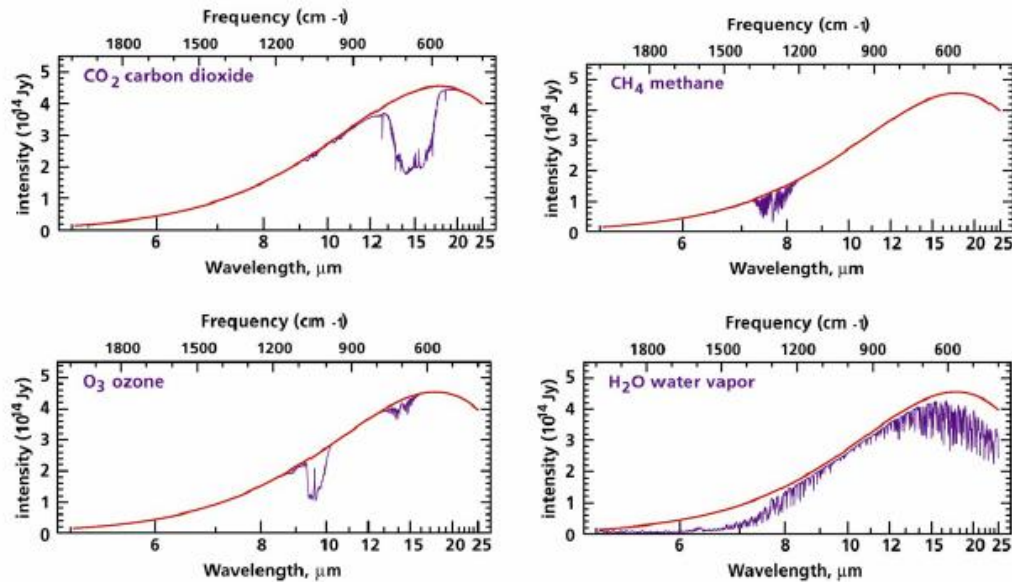 Frequency (cm -1)
1800 1500 1200 900 600
CO2 carbon dioxide
intensity (10^14 Jy)
5
4
3
2
1
0
6 8 10 12 15 20 25
Wavelength, μm
Frequency (cm -1)
1800 1500 1200 900 600
CH4 methane
intensity (10^14 Jy)
5
4
3
2
1
0
6 8 10 12 15 20 25
Wavelength, μm
Frequency (cm -1)
1800 1500 1200 900 600
O3 ozone
intensity (10^14 Jy)
5
4
3
2
1
0
6 8 10 12 15 20 25
Wavelength, μm
Frequency (cm -1)
1800 1500 1200 900 600
H2O water vapor
intensity (10^14 Jy)
5
4
3
2
1
0
6 8 10 12 15 20 25
Wavelength, μm